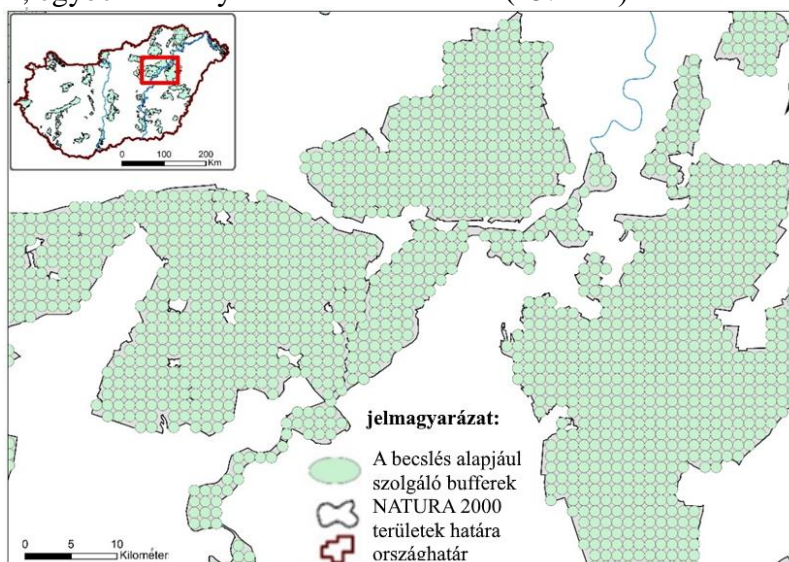 0 100 200
Km
jelmagyarázat:
A becslés alapjául
szolgáló bufferek
NATURA 2000
területek határa
országhatár
0 5 10
Kilométer